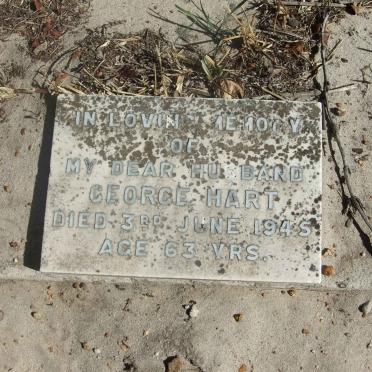 IN LOVING MEMORY
OF
MY DEAR HUSBAND
GEORGE HART
DIED 3RD JUNE 1945
AGE 63 YRS.